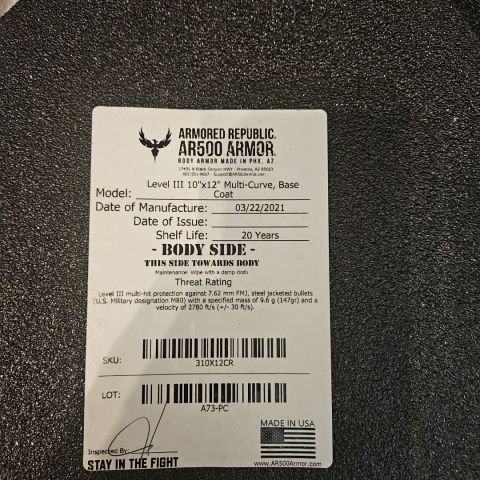 ARMORED REPUBLIC.
AR500 ARMOR®
BODY ARMOR MADE IN PHX, AZ
Level III 10"x12" Multi-Curve, Base
Model: Coat
Date of Manufacture: 03/22/2021
Date of Issue:
Shelf Life: 20 Years
- BODY SIDE -
THIS SIDE TOWARDS BODY
Maintenance: Wipe with a damp cloth
Threat Rating
Level III multi-hit protection against 7.62 mm FMJ, steel jacketed bullets
(U.S. Military designation M80) with a specified mass of 9.6 g (147gr) and a
velocity of 2780 ft/s (+/- 30 ft/s).
SKU:
310X12CR
LOT:
A73-PC
MADE IN USA
Inspected By:
STAY IN THE FIGHT
www.AR500Armor.com